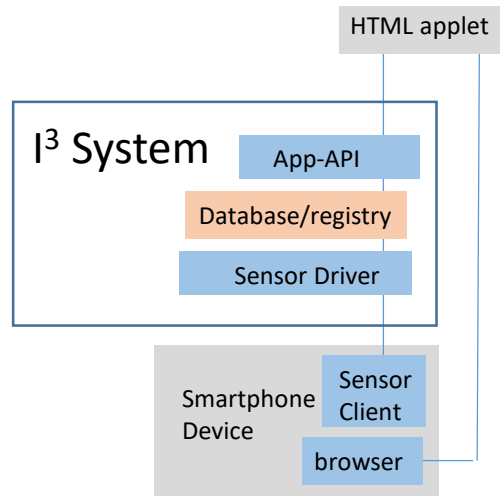 HTML applet
I³ System
App-API
Database/registry
Sensor Driver
Smartphone
Device
Sensor
Client
browser